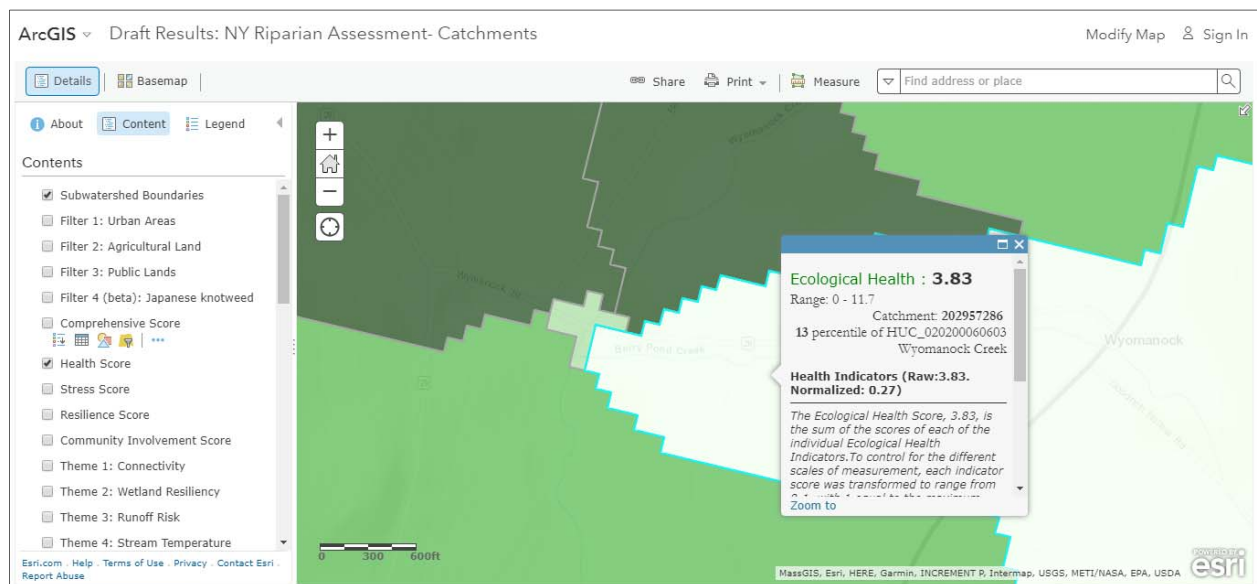 ArcGIS Draft Results: NY Riparian Assessment- Catchments
Modify Map Sign In
Details Basemap
Share Print Measure Find address or place
About Content Legend
Contents
Subwatershed Boundaries
Filter 1: Urban Areas
Filter 2: Agricultural Land
Filter 3: Public Lands
Filter 4 (beta): Japanese knotweed
Comprehensive Score
Health Score
Stress Score
Resilience Score
Community Involvement Score
Theme 1: Connectivity
Theme 2: Wetland Resiliency
Theme 3: Runoff Risk
Theme 4: Stream Temperature
Esri.com . Help . Terms of Use . Privacy . Contact Esri .
Report Abuse
Wyomanock
Ecological Health : 3.83
Range: 0 - 11.7
Catchment: 202957286
13 percentile of HUC_020200060603
Wyomanock Creek
Health Indicators (Raw:3.83.
Normalized: 0.27)
The Ecological Health Score, 3.83, is
the sum of the scores of each of the
individual Ecological Health
Indicators.To control for the different
scales of measurement, each indicator
score was transformed to range from
Zoom to
0 300 600ft
MassGIS, Esri, HERE, Garmin, INCREMENT P, Intermap, USGS, METI/NASA, EPA, USDA
POWERED BY
esri